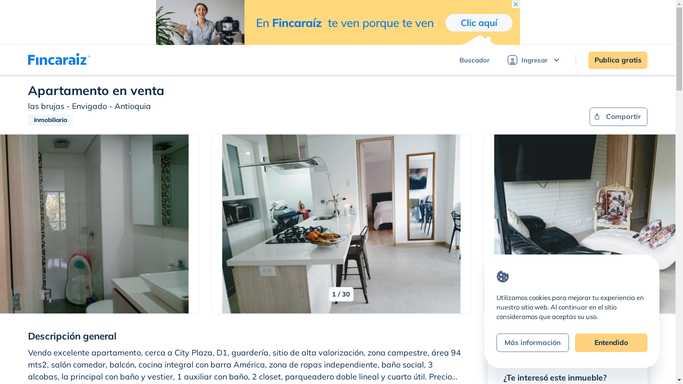 En Fincaraíz te ven porque te ven
Clic aquí
Fincaraíz
Buscador
Ingresar
Publica gratis
Apartamento en venta
las brujas - Envigado - Antioquia
Inmobiliaria
Compartir
1 / 30
Utilizamos cookies para mejorar tu experiencia en
nuestro sitio web. Al continuar en el sitio
consideramos que aceptas su uso.
Más información
Entendido
Descripción general
Vendo excelente apartamento, cerca a City Plaza, D1, guardería, sitio de alta valorización, zona campestre, área 94
mts2, salón comedor, balcón, cocina integral con barra América, zona de ropas independiente, baño social, 3
alcobas, la principal con baño y vestier, 1 auxiliar con baño, 2 closet, parqueadero doble lineal y cuarto útil. Precio...
¿Te interesó este inmueble?